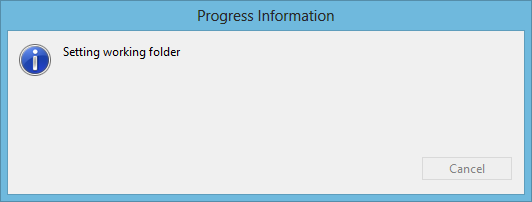 Progress Information
Setting working folder
Cancel